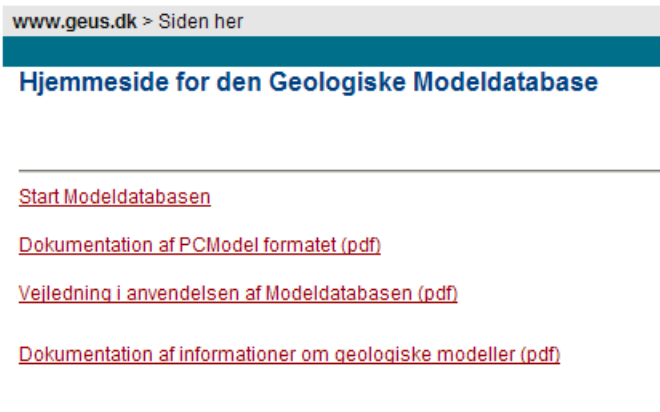 www.geus.dk > Siden her
Hjemmeside for den Geologiske Modeldatabase
Start Modeldatabasen
Dokumentation af PCModel formatet (pdf)
Vejledning i anvendelsen af Modeldatabasen (pdf)
Dokumentation af informationer om geologiske modeller (pdf)